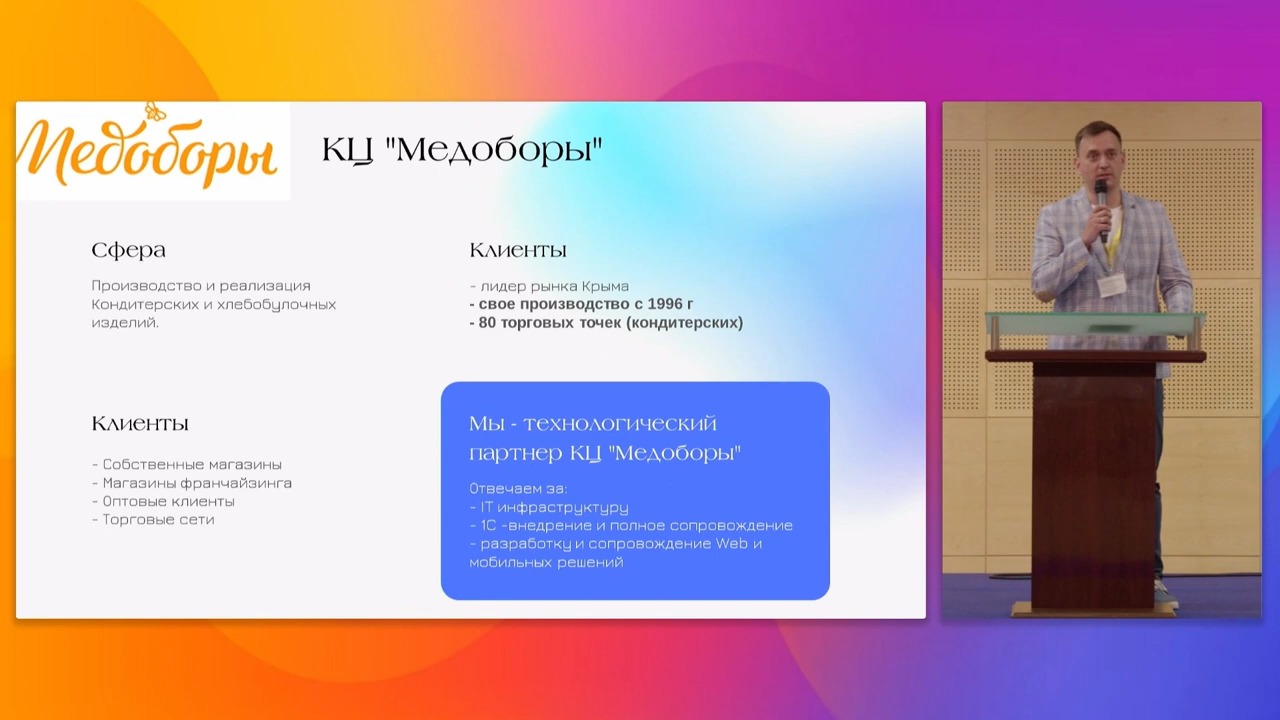 Медоборы
КЦ "Медоборы"
Сфера
Производство и реализация
Кондитерских и хлебобулочных
изделий.
Клиенты
- лидер рынка Крыма
- свое производство с 1996 г
- 80 торговых точек (кондитерских)
Клиенты
- Собственные магазины
- Магазины франчайзинга
- Оптовые клиенты
- Торговые сети
Мы - технологический
партнер КЦ "Медоборы"
Отвечаем за:
- IT инфраструктуру
- 1С -внедрение и полное сопровождение
- разработку и сопровождение Web и
мобильных решений